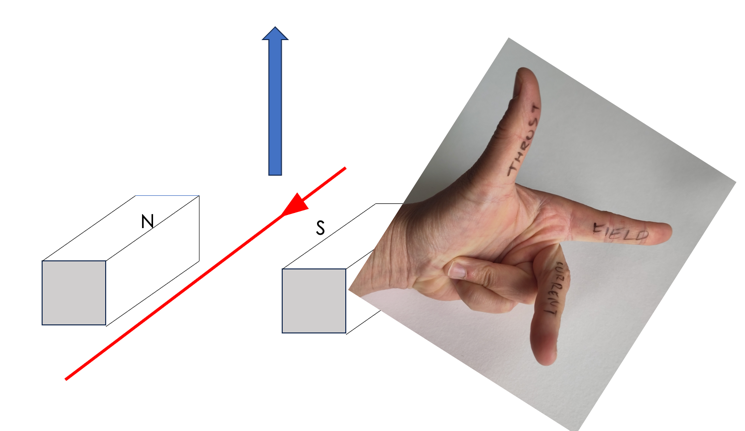 N
S
THRUST
FIELD
CURRENT